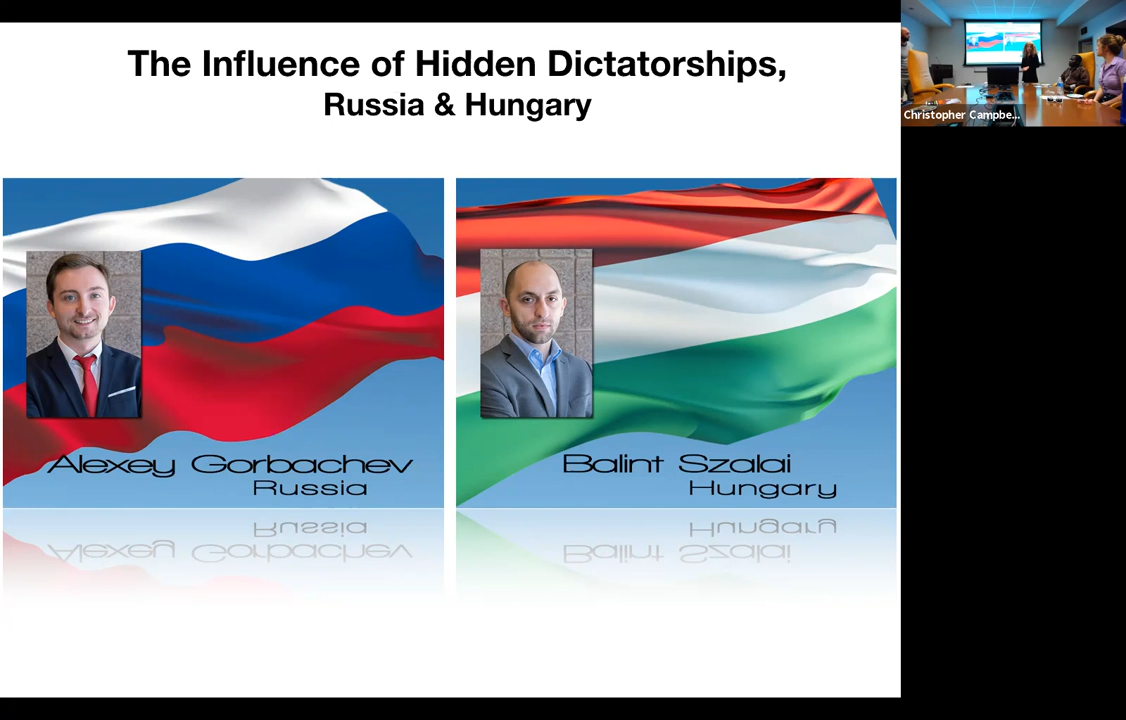 The Influence of Hidden Dictatorships,
Russia & Hungary
Christopher Campbe...
Alexey Gorbachev
Russia
Balint Szalai
Hungary